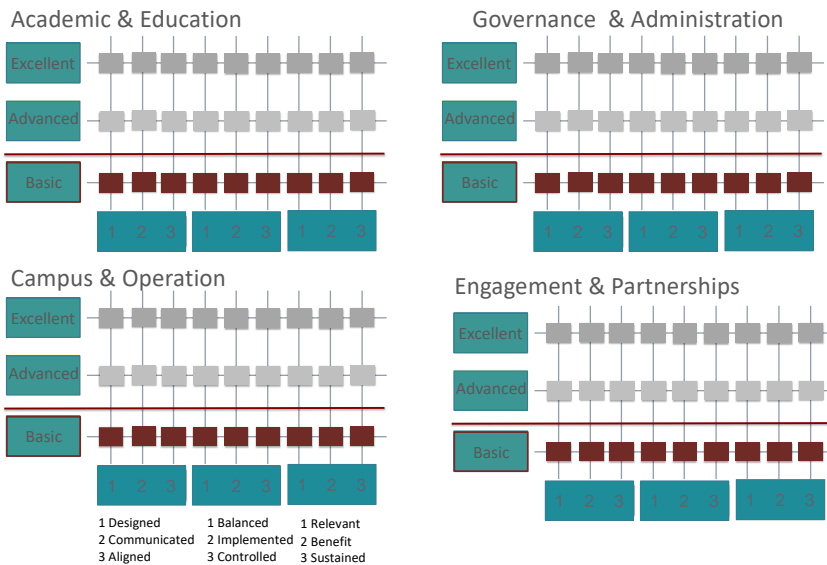 Academic & Education
Excellent
Advanced
Basic
1 2 3 1 2 3 1 2 3
Governance & Administration
Excellent
Advanced
Basic
1 2 3 1 2 3 1 2 3
Campus & Operation
Excellent
Advanced
Basic
1 2 3 1 2 3 1 2 3
1 Designed
2 Communicated
3 Aligned
1 Balanced
2 Implemented
3 Controlled
1 Relevant
2 Benefit
3 Sustained
Engagement & Partnerships
Excellent
Advanced
Basic
1 2 3 1 2 3 1 2 3